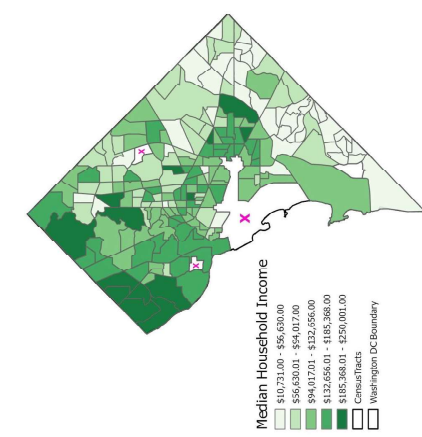 Median Household Income
$10,731.00 - $56,630.00
$56,630.01 - $94,017.00
$94,017.01 - $132,656.00
$132,656.01 - $185,368.00
$185,368.01 - $250,001.00
CensusTracts
Washington DC Boundary
x
x
x